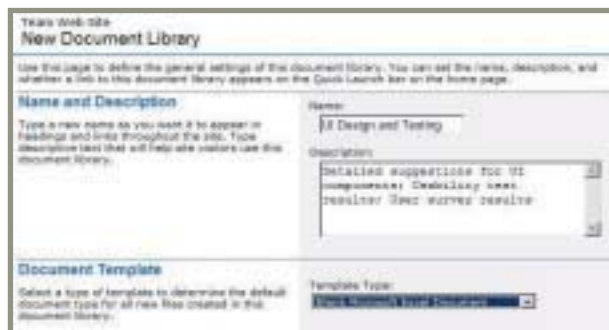 Team Web Site
New Document Library
Use this page to define the general settings of this document library. You can set the name, description, and
whether a link to this document library appears on the Quick Launch bar on the home page.
Name and Description
Type a new name as you want it to appear in
headings and links throughout the site. Type
descriptive text that will help site visitors use this
document library.
Name:
UI Design and Testing
Description:
Detailed suggestions for UI
components; Usability test
results; User survey results
Document Template
Select a type of template to determine the default
document type for all new files created in this
document library.
Template Type:
Blank Microsoft Excel Document